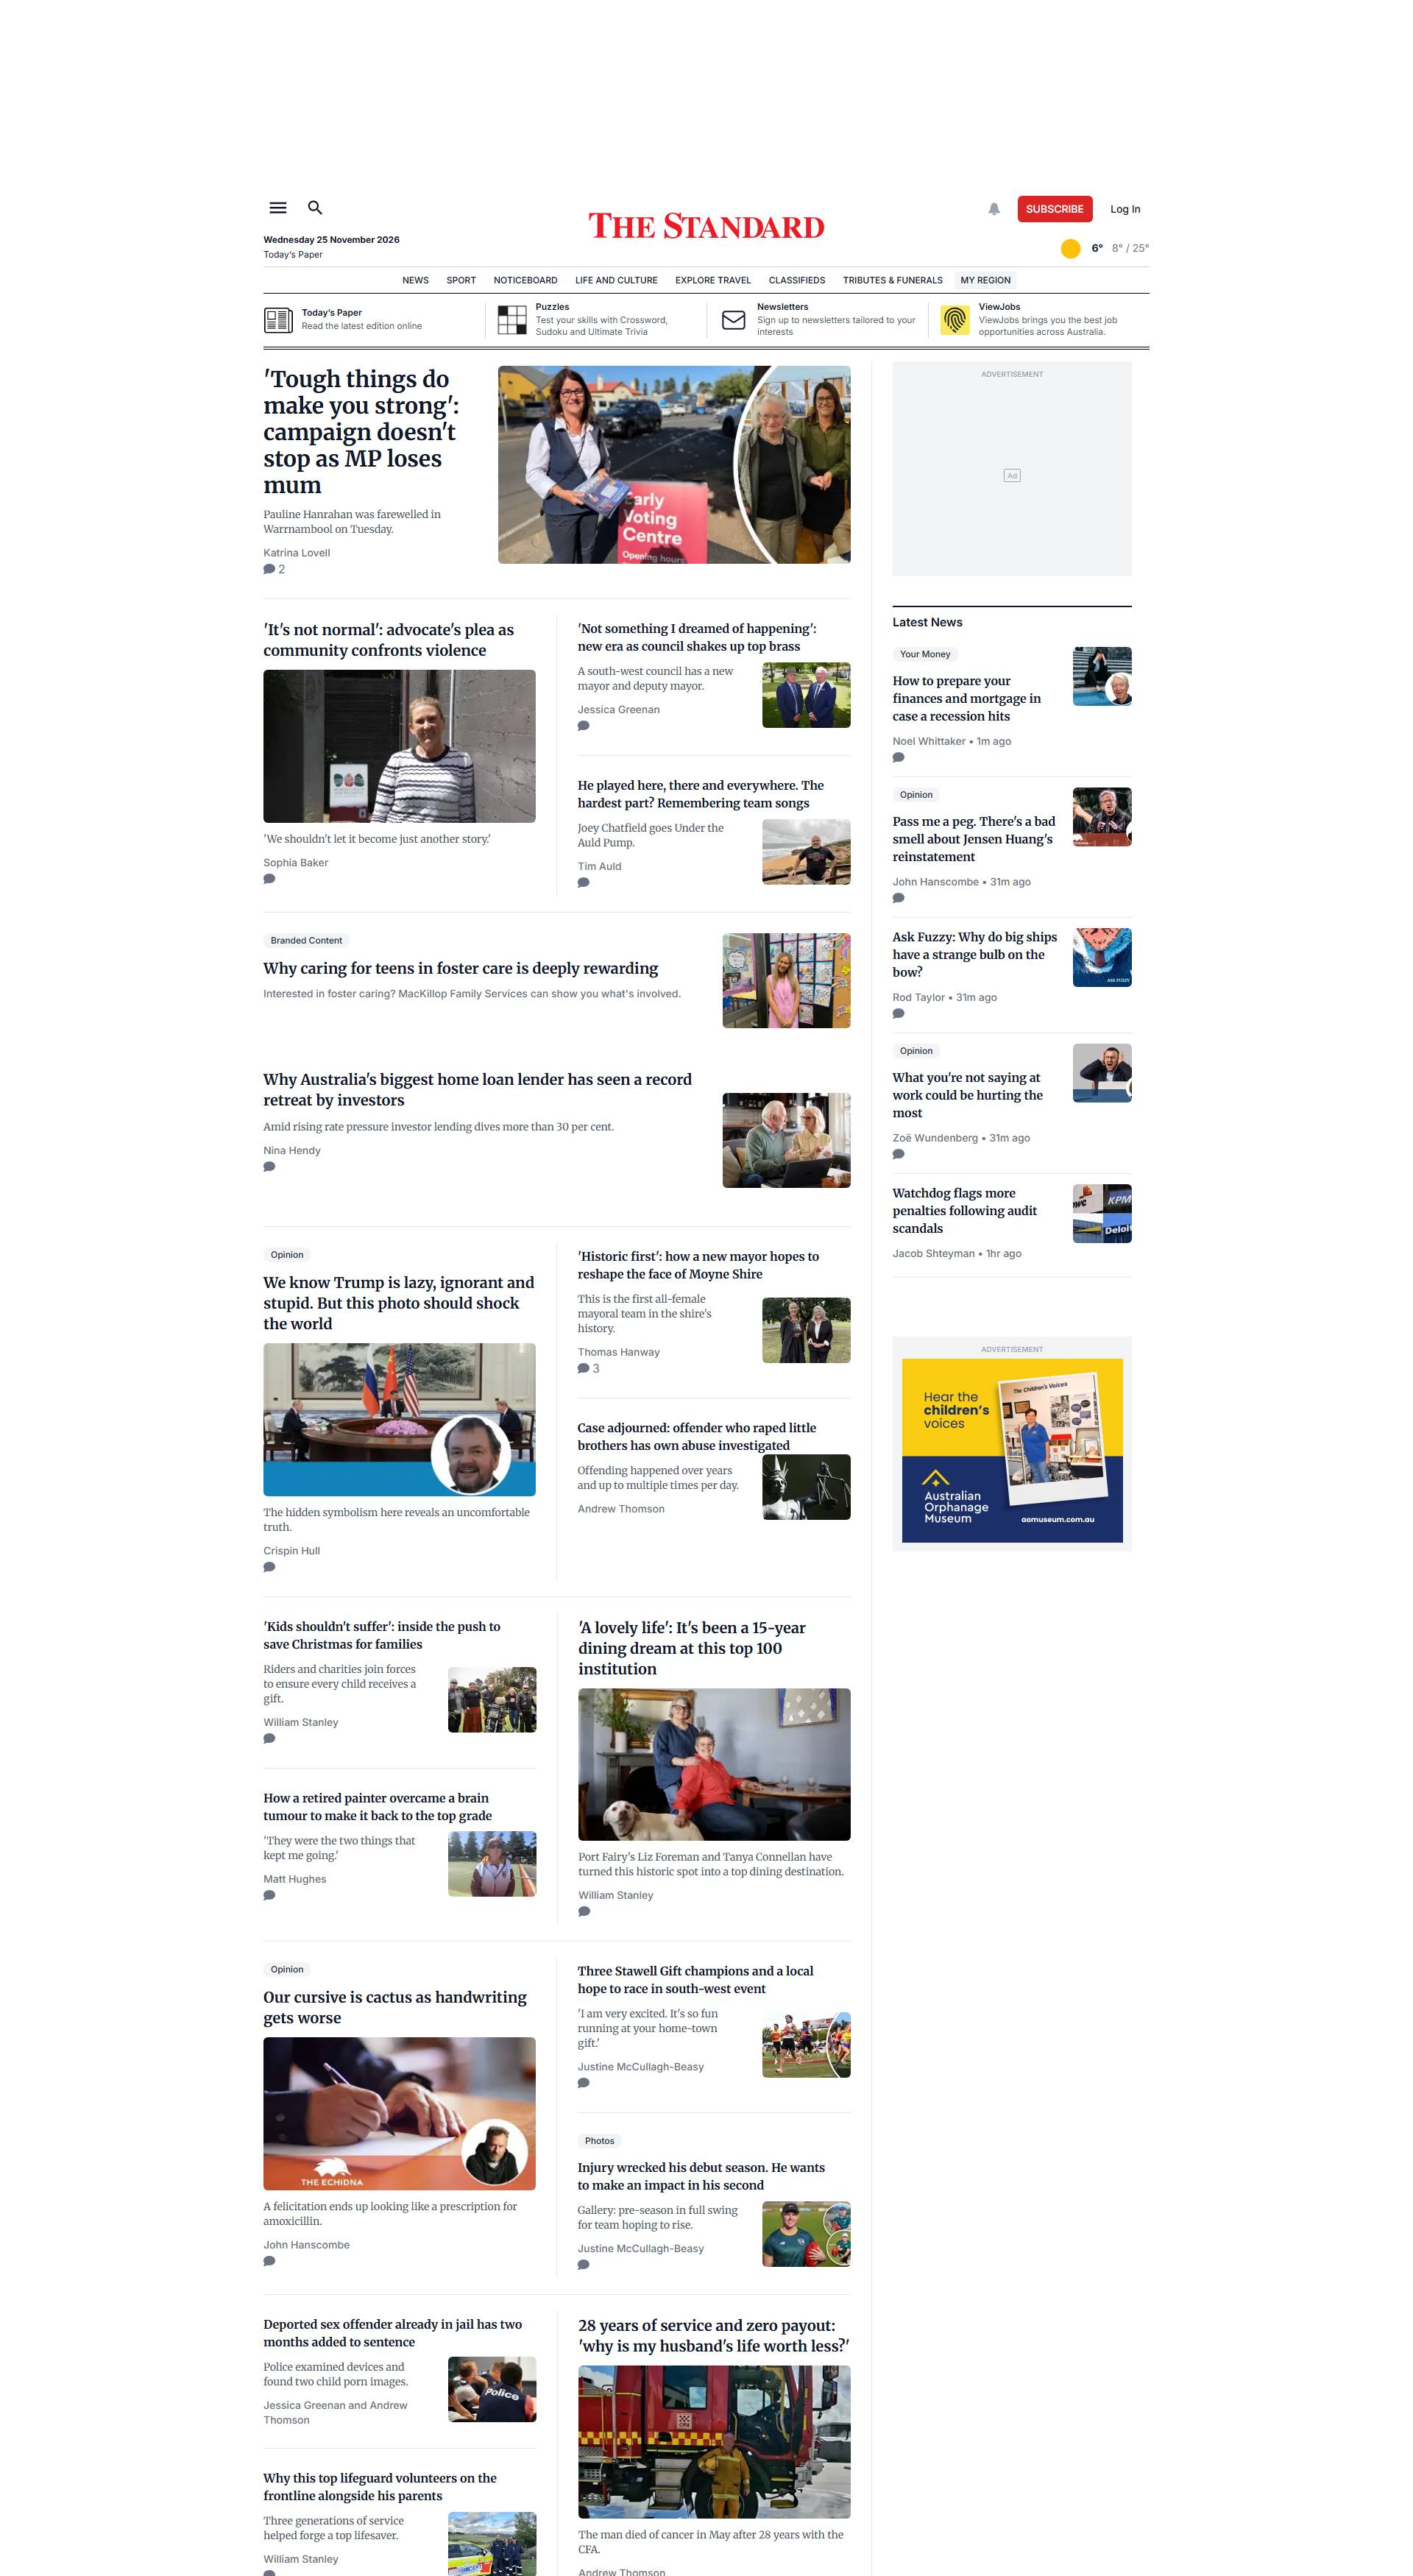 THE STANDARD
SUBSCRIBE
Log In
Wednesday 25 November 2026
Today's Paper
6° 8° / 25°
NEWS SPORT NOTICEBOARD LIFE AND CULTURE EXPLORE TRAVEL CLASSIFIEDS TRIBUTES & FUNERALS MY REGION
Today's Paper
Read the latest edition online
Puzzles
Test your skills with Crossword,
Sudoku and Ultimate Trivia
Newsletters
Sign up to newsletters tailored to your
interests
ViewJobs
ViewJobs brings you the best job
opportunities across Australia.
'Tough things do
make you strong':
campaign doesn't
stop as MP loses
mum
Pauline Hanrahan was farewelled in
Warrnambool on Tuesday.
Katrina Lovell
2
Early
Voting
Centre
Opening hours
'It's not normal': advocate's plea as
community confronts violence
'We shouldn't let it become just another story.'
Sophia Baker
'Not something I dreamed of happening':
new era as council shakes up top brass
A south-west council has a new
mayor and deputy mayor.
Jessica Greenan
He played here, there and everywhere. The
hardest part? Remembering team songs
Joey Chatfield goes Under the
Auld Pump.
Tim Auld
Branded Content
Why caring for teens in foster care is deeply rewarding
Interested in foster caring? MacKillop Family Services can show you what's involved.
Why Australia's biggest home loan lender has seen a record
retreat by investors
Amid rising rate pressure investor lending dives more than 30 per cent.
Nina Hendy
Opinion
We know Trump is lazy, ignorant and
stupid. But this photo should shock
the world
The hidden symbolism here reveals an uncomfortable
truth.
Crispin Hull
'Historic first': how a new mayor hopes to
reshape the face of Moyne Shire
This is the first all-female
mayoral team in the shire's
history.
Thomas Hanway
3
Case adjourned: offender who raped little
brothers has own abuse investigated
Offending happened over years
and up to multiple times per day.
Andrew Thomson
'Kids shouldn't suffer': inside the push to
save Christmas for families
Riders and charities join forces
to ensure every child receives a
gift.
William Stanley
How a retired painter overcame a brain
tumour to make it back to the top grade
'They were the two things that
kept me going.'
Matt Hughes
'A lovely life': It's been a 15-year
dining dream at this top 100
institution
Port Fairy's Liz Foreman and Tanya Connellan have
turned this historic spot into a top dining destination.
William Stanley
Opinion
Our cursive is cactus as handwriting
gets worse
THE ECHIDNA
A felicitation ends up looking like a prescription for
amoxicillin.
John Hanscombe
Three Stawell Gift champions and a local
hope to race in south-west event
'I am very excited. It's so fun
running at your home-town
gift.'
Justine McCullagh-Beasy
Photos
Injury wrecked his debut season. He wants
to make an impact in his second
Gallery: pre-season in full swing
for team hoping to rise.
Justine McCullagh-Beasy
Deported sex offender already in jail has two
months added to sentence
Police examined devices and
found two child porn images.
Jessica Greenan and Andrew
Thomson
Police
Why this top lifeguard volunteers on the
frontline alongside his parents
Three generations of service
helped forge a top lifesaver.
William Stanley
28 years of service and zero payout:
'why is my husband's life worth less?'
CFA
The man died of cancer in May after 28 years with the
CFA.
Andrew Thomson
ADVERTISEMENT
Ad
Latest News
Your Money
How to prepare your
finances and mortgage in
case a recession hits
Noel Whittaker • 1m ago
Opinion
Pass me a peg. There's a bad
smell about Jensen Huang's
reinstatement
John Hanscombe • 31m ago
Ask Fuzzy: Why do big ships
have a strange bulb on the
bow?
Rod Taylor • 31m ago
ASK FUZZY
Opinion
What you're not saying at
work could be hurting the
most
Zoë Wundenberg • 31m ago
Watchdog flags more
penalties following audit
scandals
Jacob Shteyman • 1hr ago
pwc
KPM
Deloit
ADVERTISEMENT
Hear the
children's
voices
The Children's Voices
Australian
Orphanage
Museum
aomuseum.com.au